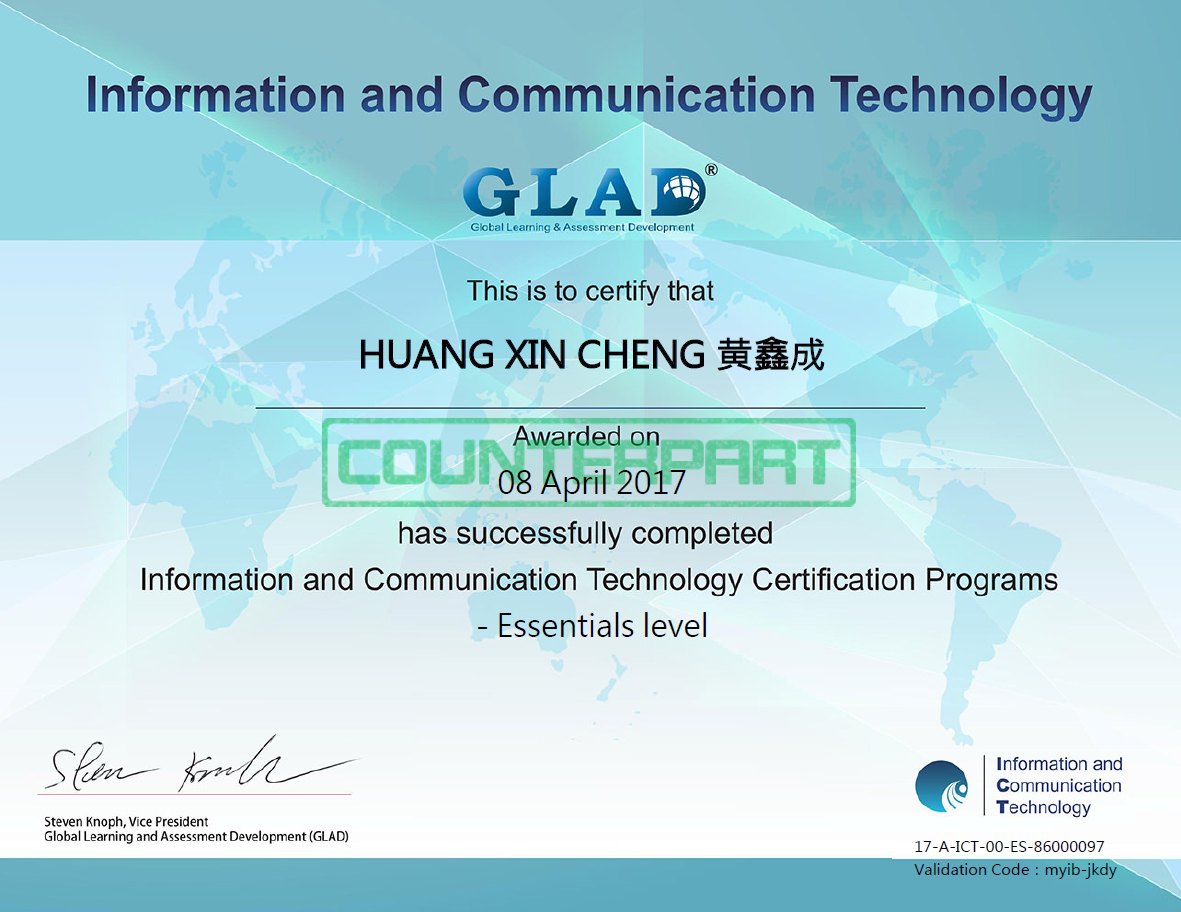 Information and Communication Technology
GLAD®
Global Learning & Assessment Development
This is to certify that
HUANG XIN CHENG 黄鑫成
COUNTERPART
Awarded on
08 April 2017
has successfully completed
Information and Communication Technology Certification Programs
- Essentials level
Steven Knoph
Steven Knoph, Vice President
Global Learning and Assessment Development (GLAD)
Information and
Communication
Technology
17-A-ICT-00-ES-86000097
Validation Code : myib-jkdy